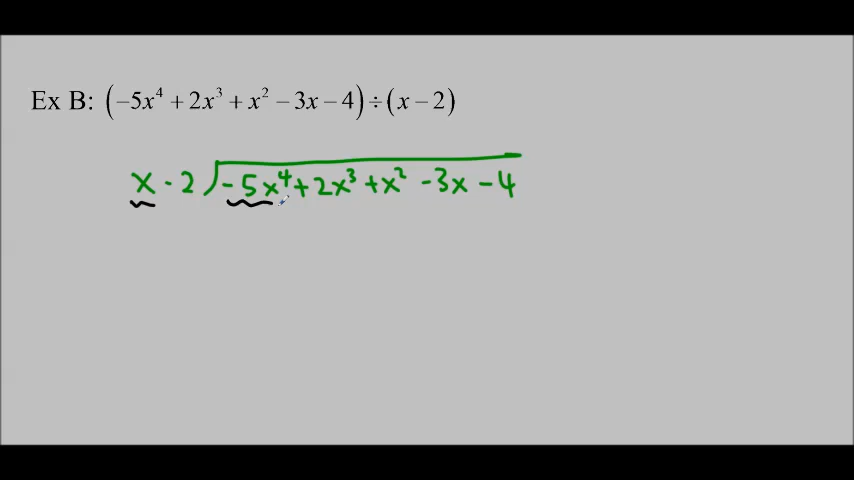 Ex B: (−5x⁴ + 2x³ + x² − 3x − 4) ÷ (x − 2)
x - 2 ) -5x⁴ + 2x³ + x² - 3x - 4